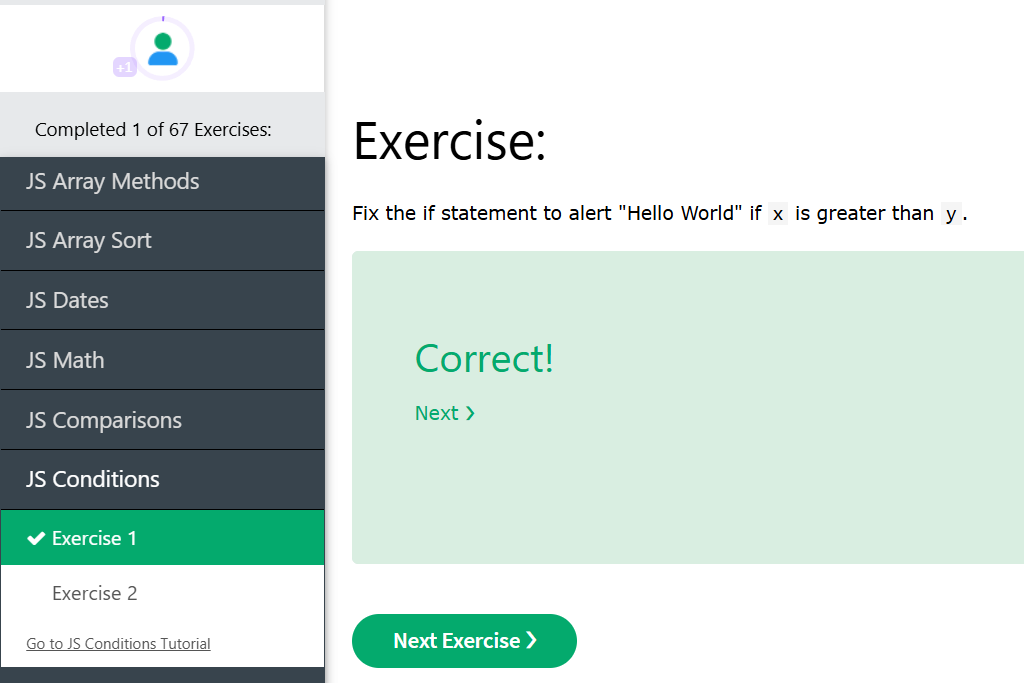 +1
Completed 1 of 67 Exercises:
JS Array Methods
JS Array Sort
JS Dates
JS Math
JS Comparisons
JS Conditions
Exercise 1
Exercise 2
Go to JS Conditions Tutorial
Exercise:
Fix the if statement to alert "Hello World" if x is greater than y.
Correct!
Next ❯
Next Exercise ❯